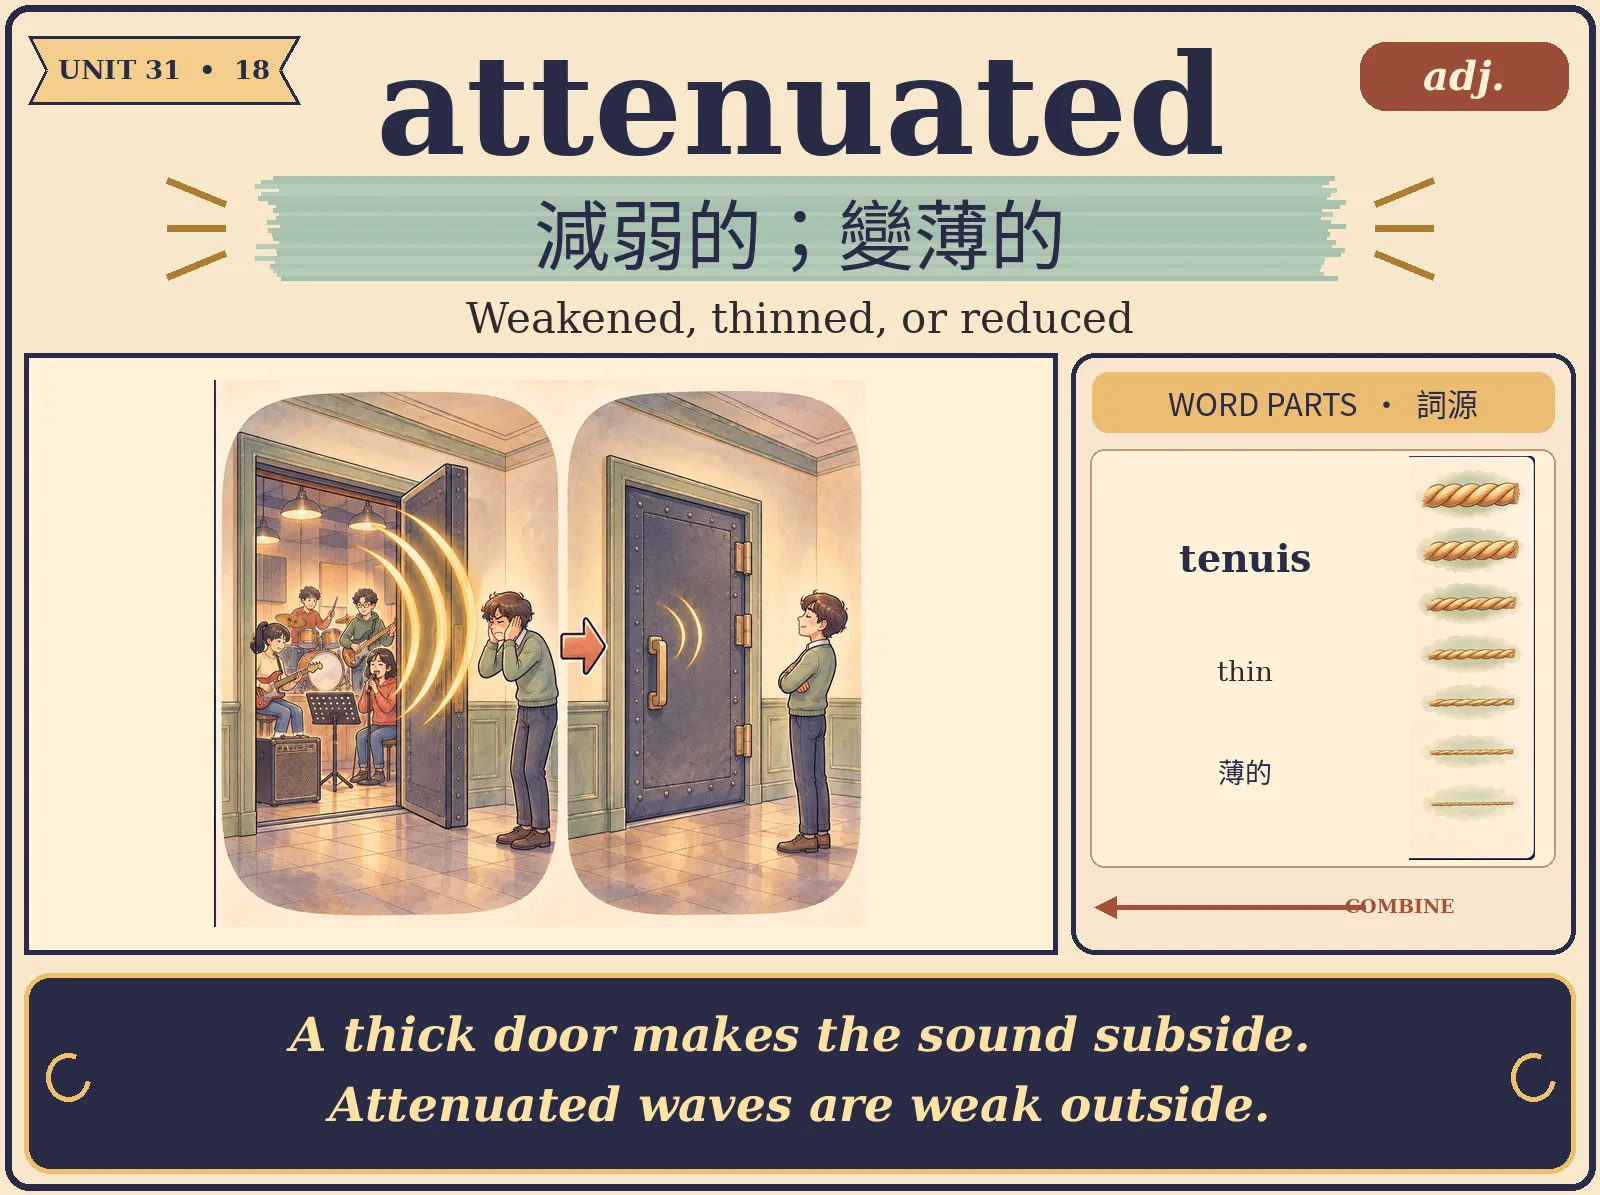 UNIT 31 • 18
attenuated
adj.
減弱的；變薄的
Weakened, thinned, or reduced
WORD PARTS • 詞源
tenuis
thin
薄的
COMBINE
A thick door makes the sound subside.
Attenuated waves are weak outside.